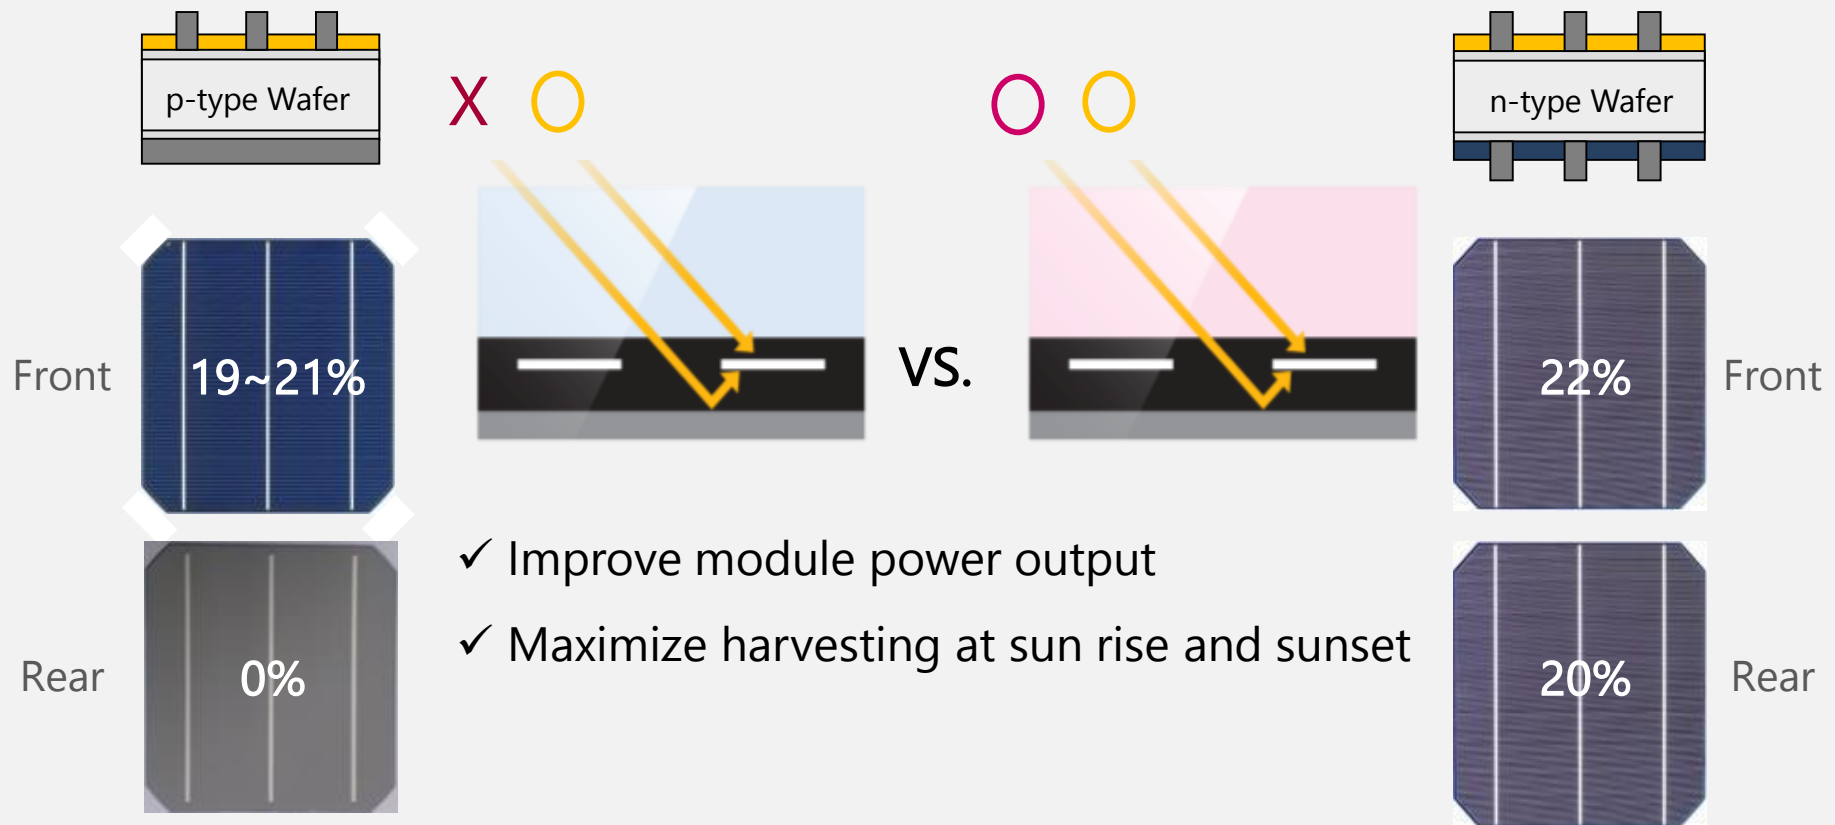 p-type Wafer
X
n-type Wafer
Front
19~21%
VS.
22%
Front
✓ Improve module power output
✓ Maximize harvesting at sun rise and sunset
Rear
0%
20%
Rear